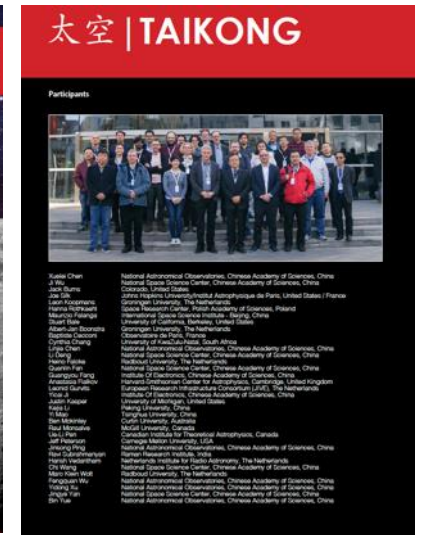 太空 | TAIKONG
Participants
Xuelei Chen National Astronomical Observatories, Chinese Academy of Sciences, China
Ji Wu National Space Science Center, Chinese Academy of Sciences, China
Jack Burns Colorado, United States
Joe Silk Johns Hopkins University/Institut Astrophysique de Paris, United States / France
Leon Koopmans Groningen University, The Netherlands
Hanna Rothkaehl Space Research Center, Polish Academy of Sciences, Poland
Maurizio Falanga International Space Science Institute - Beijing, China
Stuart Bale University of California, Berkeley, United States
Albert-Jan Boonstra Groningen University, The Netherlands
Baptiste Cecconi Observatoire de Paris, France
Cynthia Chiang University of KwaZulu-Natal, South Africa
Linjie Chen National Astronomical Observatories, Chinese Academy of Sciences, China
Li Deng National Space Science Center, Chinese Academy of Sciences, China
Heino Falcke Radboud University, The Netherlands
Quanlin Fan National Space Science Center, Chinese Academy of Sciences, China
Guangyou Fang Institute Of Electronics, Chinese Academy of Sciences, China
Anastasia Fialkov Harvard-Smithsonian Center for Astrophysics, Cambridge, United Kingdom
Leonid Gurvits European Research Infrastructure Consortium (JIVE), The Netherlands
Yicai Ji Institute Of Electronics, Chinese Academy of Sciences, China
Justin Kasper University of Michigan, United States
Kejia Li Peking University, China
Yi Mao Tsinghua University, China
Ben Mckinley Curtin University, Australia
Raul Monsalve McGill University, Canada
Ue-Li Pen Canadian Institute for Theoretical Astrophysics, Canada
Jeff Peterson Carnegie Mellon University, USA
Jinsong Ping National Astronomical Observatories, Chinese Academy of Sciences, China
Ravi Subrahmanyan Raman Research Institute, India
Harish Vedantham Netherlands Institute for Radio Astronomy, The Netherlands
Chi Wang National Space Science Center, Chinese Academy of Sciences, China
Marc Klein Wolt Radboud University, The Netherlands
Fengquan Wu National Astronomical Observatories, Chinese Academy of Sciences, China
Yidong Xu National Astronomical Observatories, Chinese Academy of Sciences, China
Jingye Yan National Space Science Center, Chinese Academy of Sciences, China
Bin Yue National Astronomical Observatories, Chinese Academy of Sciences, China